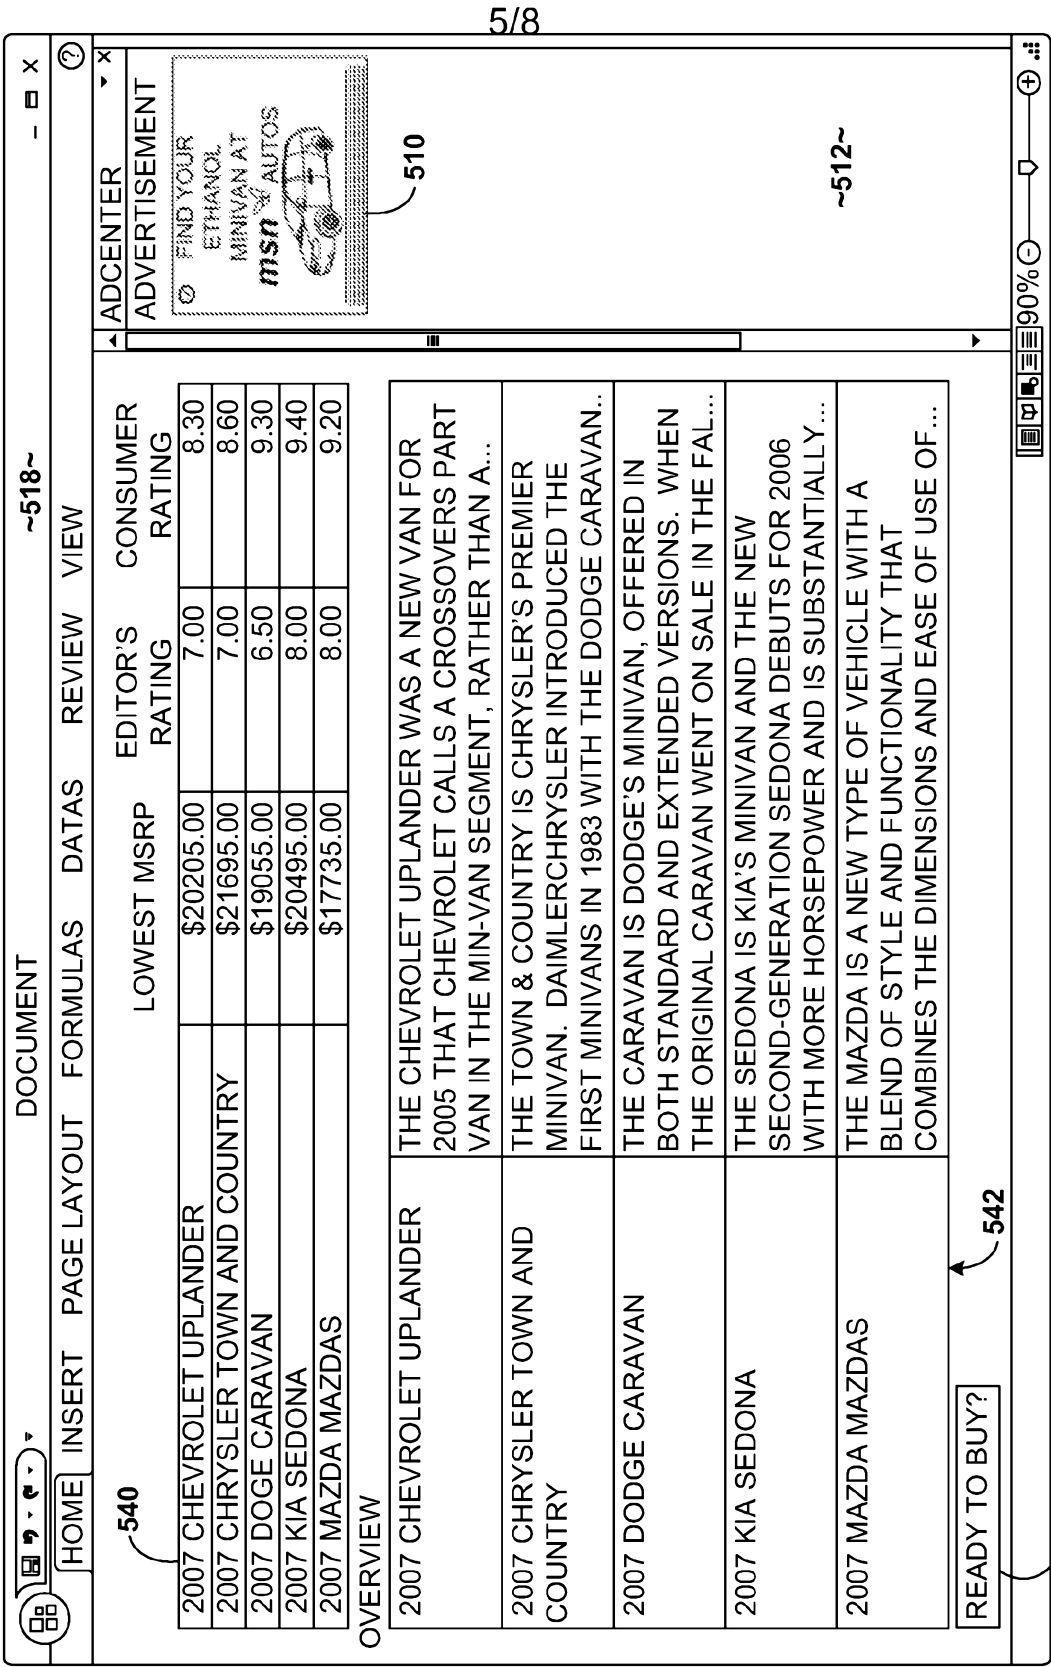 5/8
DOCUMENT
~518~
HOME INSERT PAGE LAYOUT FORMULAS DATAS REVIEW VIEW
540
LOWEST MSRP EDITOR'S RATING CONSUMER RATING
2007 CHEVROLET UPLANDER $20205.00 7.00 8.30
2007 CHRYSLER TOWN AND COUNTRY $21695.00 7.00 8.60
2007 DOGE CARAVAN $19055.00 6.50 9.30
2007 KIA SEDONA $20495.00 8.00 9.40
2007 MAZDA MAZDAS $17735.00 8.00 9.20
OVERVIEW
2007 CHEVROLET UPLANDER
THE CHEVROLET UPLANDER WAS A NEW VAN FOR
2005 THAT CHEVROLET CALLS A CROSSOVERS PART
VAN IN THE MIN-VAN SEGMENT, RATHER THAN A...
2007 CHRYSLER TOWN AND
COUNTRY
THE TOWN & COUNTRY IS CHRYSLER'S PREMIER
MINIVAN. DAIMLERCHRYSLER INTRODUCED THE
FIRST MINIVANS IN 1983 WITH THE DODGE CARAVAN...
2007 DODGE CARAVAN
THE CARAVAN IS DODGE'S MINIVAN, OFFERED IN
BOTH STANDARD AND EXTENDED VERSIONS. WHEN
THE ORIGINAL CARAVAN WENT ON SALE IN THE FAL...
2007 KIA SEDONA
THE SEDONA IS KIA'S MINIVAN AND THE NEW
SECOND-GENERATION SEDONA DEBUTS FOR 2006
WITH MORE HORSEPOWER AND IS SUBSTANTIALLY...
2007 MAZDA MAZDAS
THE MAZDA IS A NEW TYPE OF VEHICLE WITH A
BLEND OF STYLE AND FUNCTIONALITY THAT
COMBINES THE DIMENSIONS AND EASE OF USE OF...
READY TO BUY?
542
ADCENTER
ADVERTISEMENT
FIND YOUR
ETHANOL
MINIVAN AT
msn AUTOS
510
~512~
90%